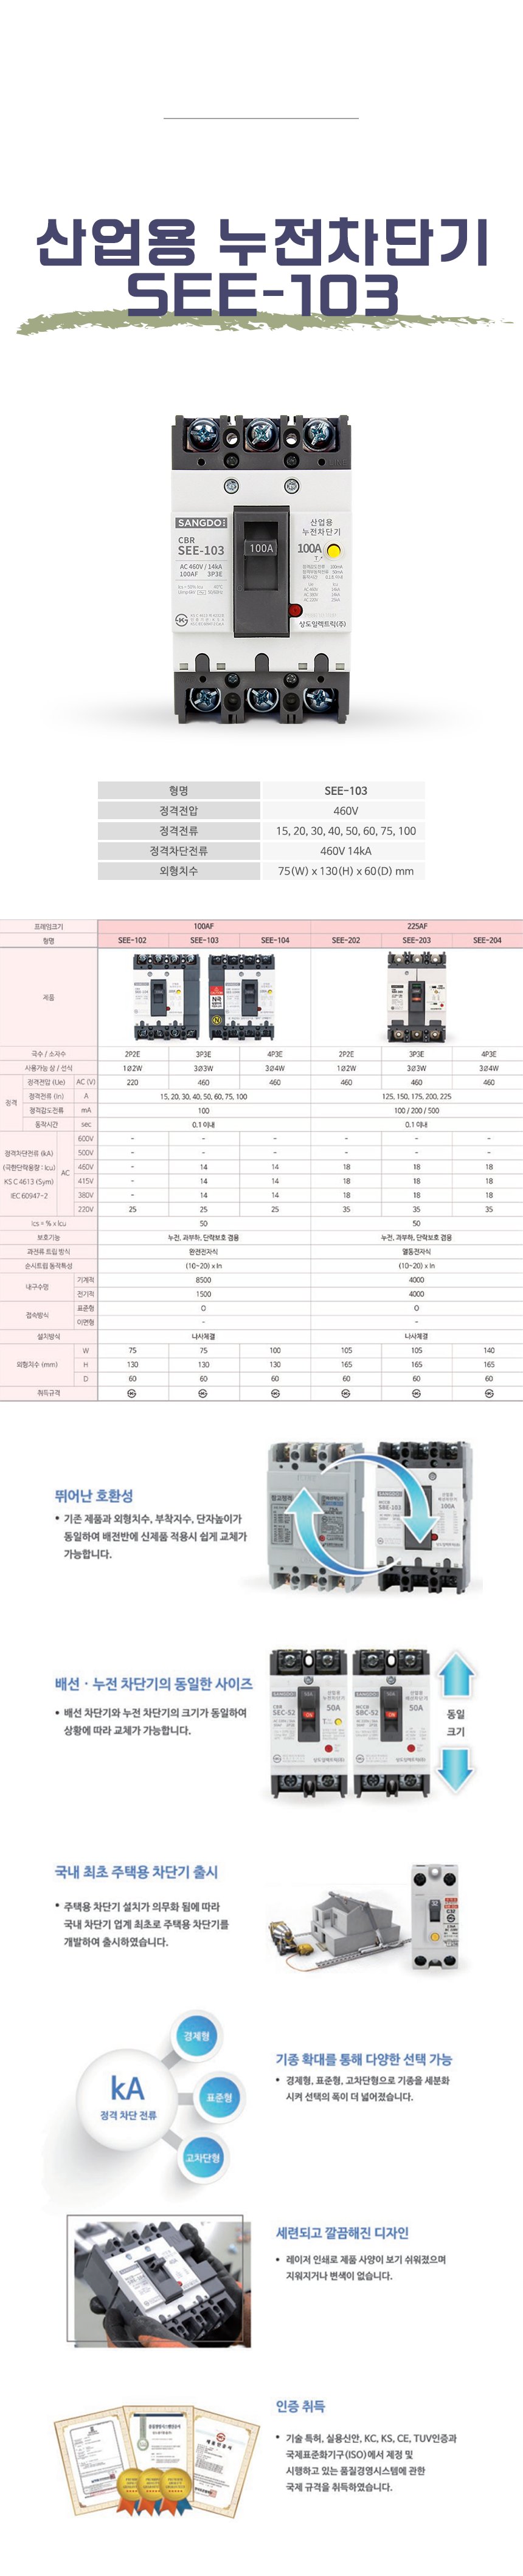 산업용 누전차단기
SEE-103
SANGDO
CBR
SEE-103
AC 460V / 14kA
100AF 3P3E
100A
산업용
누전차단기
100A
상도일렉트릭(주)
형명 SEE-103
정격전압 460V
정격전류 15, 20, 30, 40, 50, 60, 75, 100
정격차단전류 460V 14kA
외형치수 75(W) x 130(H) x 60(D) mm
프레임크기 100AF 225AF
형명 SEE-102 SEE-103 SEE-104 SEE-202 SEE-203 SEE-204
제품
극수 / 소자수 2P2E 3P3E 4P3E 2P2E 3P3E 4P3E
사용가능 상 / 선식 1Ø2W 3Ø3W 3Ø4W 1Ø2W 3Ø3W 3Ø4W
정격 정격전압 (Ue) AC (V) 220 460 460 460 460 460
정격전류 (In) A 15, 20, 30, 40, 50, 60, 75, 100 125, 150, 175, 200, 225
정격감도전류 mA 100 100 / 200 / 500
동작시간 sec 0.1 이내 0.1 이내
정격차단전류 (kA)
(극한단락용량 : Icu)
KS C 4613 (Sym)
IEC 60947-2
AC
600V - - - - - -
500V - - - - - -
460V - 14 14 18 18 18
415V - 14 14 18 18 18
380V - 14 14 18 18 18
220V 25 25 25 35 35 35
Ics = % x Icu 50 50
보호기능 누전, 과부하, 단락보호 겸용 누전, 과부하, 단락보호 겸용
과전류 트립 방식 완전전자식 열동전자식
순시트립 동작특성 (10~20) x In (10~20) x In
내구수명 기계적 8500 4000
전기적 1500 4000
접속방식 표준형 O O
이면형 - -
설치방식 나사체결 나사체결
외형치수 (mm) W 75 75 100 105 105 140
H 130 130 130 165 165 165
D 60 60 60 60 60 60
취득규격
뛰어난 호환성
• 기존 제품과 외형치수, 부착치수, 단자높이가
동일하여 배전반에 신제품 적용시 쉽게 교체가
가능합니다.
SANGDO
SBE-103
100A
배선 · 누전 차단기의 동일한 사이즈
• 배선 차단기와 누전 차단기의 크기가 동일하여
상황에 따라 교체가 가능합니다.
SEC-52
SBC-52
50A
동일
크기
국내 최초 주택용 차단기 출시
• 주택용 차단기 설치가 의무화 됨에 따라
국내 차단기 업계 최초로 주택용 차단기를
개발하여 출시하였습니다.
경제형
kA
정격 차단 전류
표준형
고차단형
기종 확대를 통해 다양한 선택 가능
• 경제형, 표준형, 고차단형으로 기종을 세분화
시켜 선택의 폭이 더 넓어졌습니다.
세련되고 깔끔해진 디자인
• 레이저 인쇄로 제품 사양이 보기 쉬워졌으며
지워지거나 변색이 없습니다.
인증 취득
• 기술 특허, 실용신안, KC, KS, CE, TUV인증과
국제표준화기구(ISO)에서 제정 및
시행하고 있는 품질경영시스템에 관한
국제 규격을 취득하였습니다.